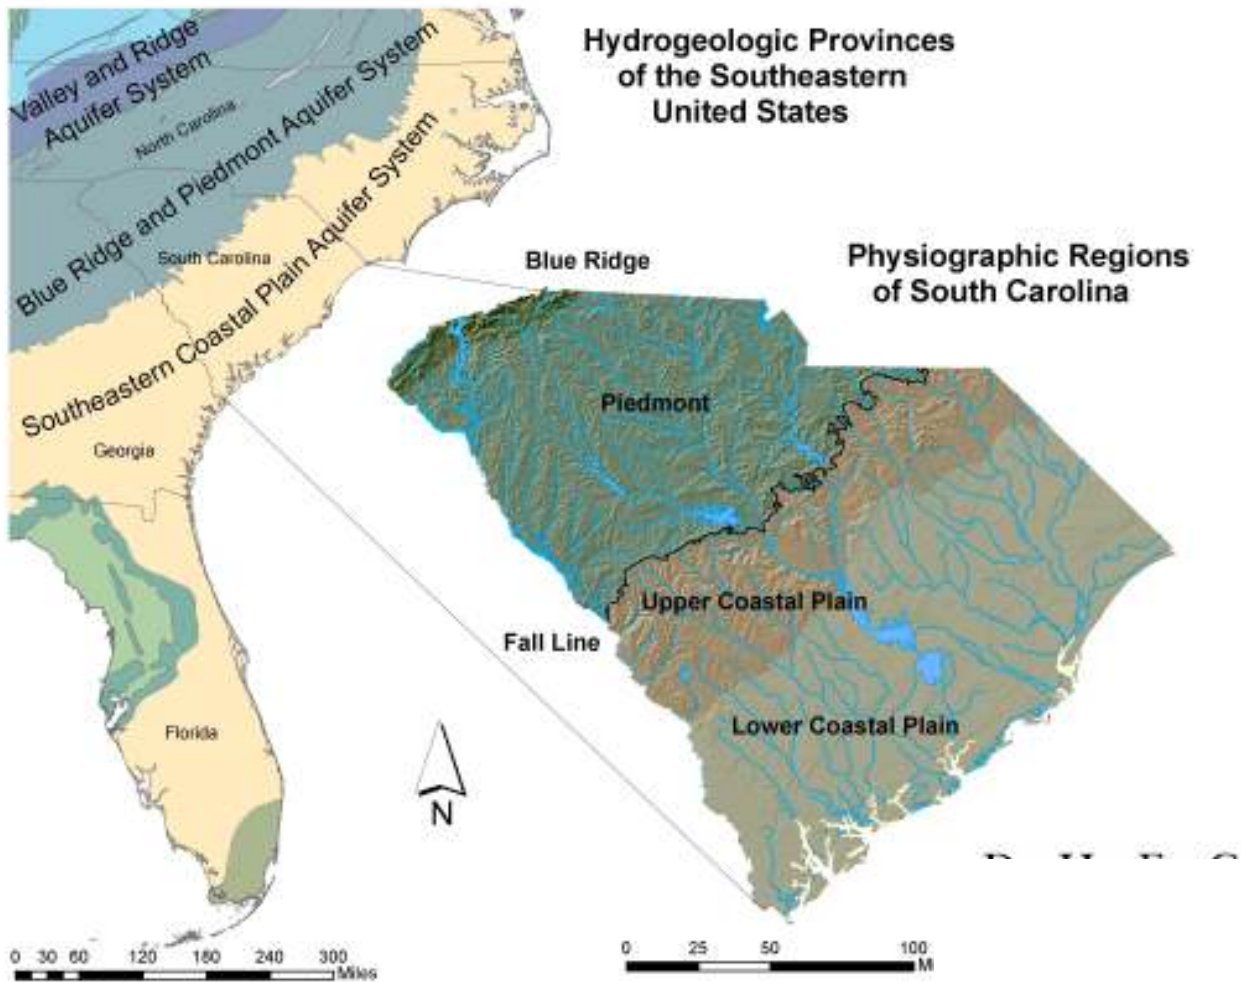 Hydrogeologic Provinces
of the Southeastern
United States
Valley and Ridge
Aquifer System
North Carolina
Blue Ridge and Piedmont Aquifer System
South Carolina
Southeastern Coastal Plain Aquifer System
Georgia
Florida
Physiographic Regions
of South Carolina
Blue Ridge
Piedmont
Upper Coastal Plain
Fall Line
Lower Coastal Plain
N
0 30 60 120 180 240 300
Miles
0 25 50 100
M